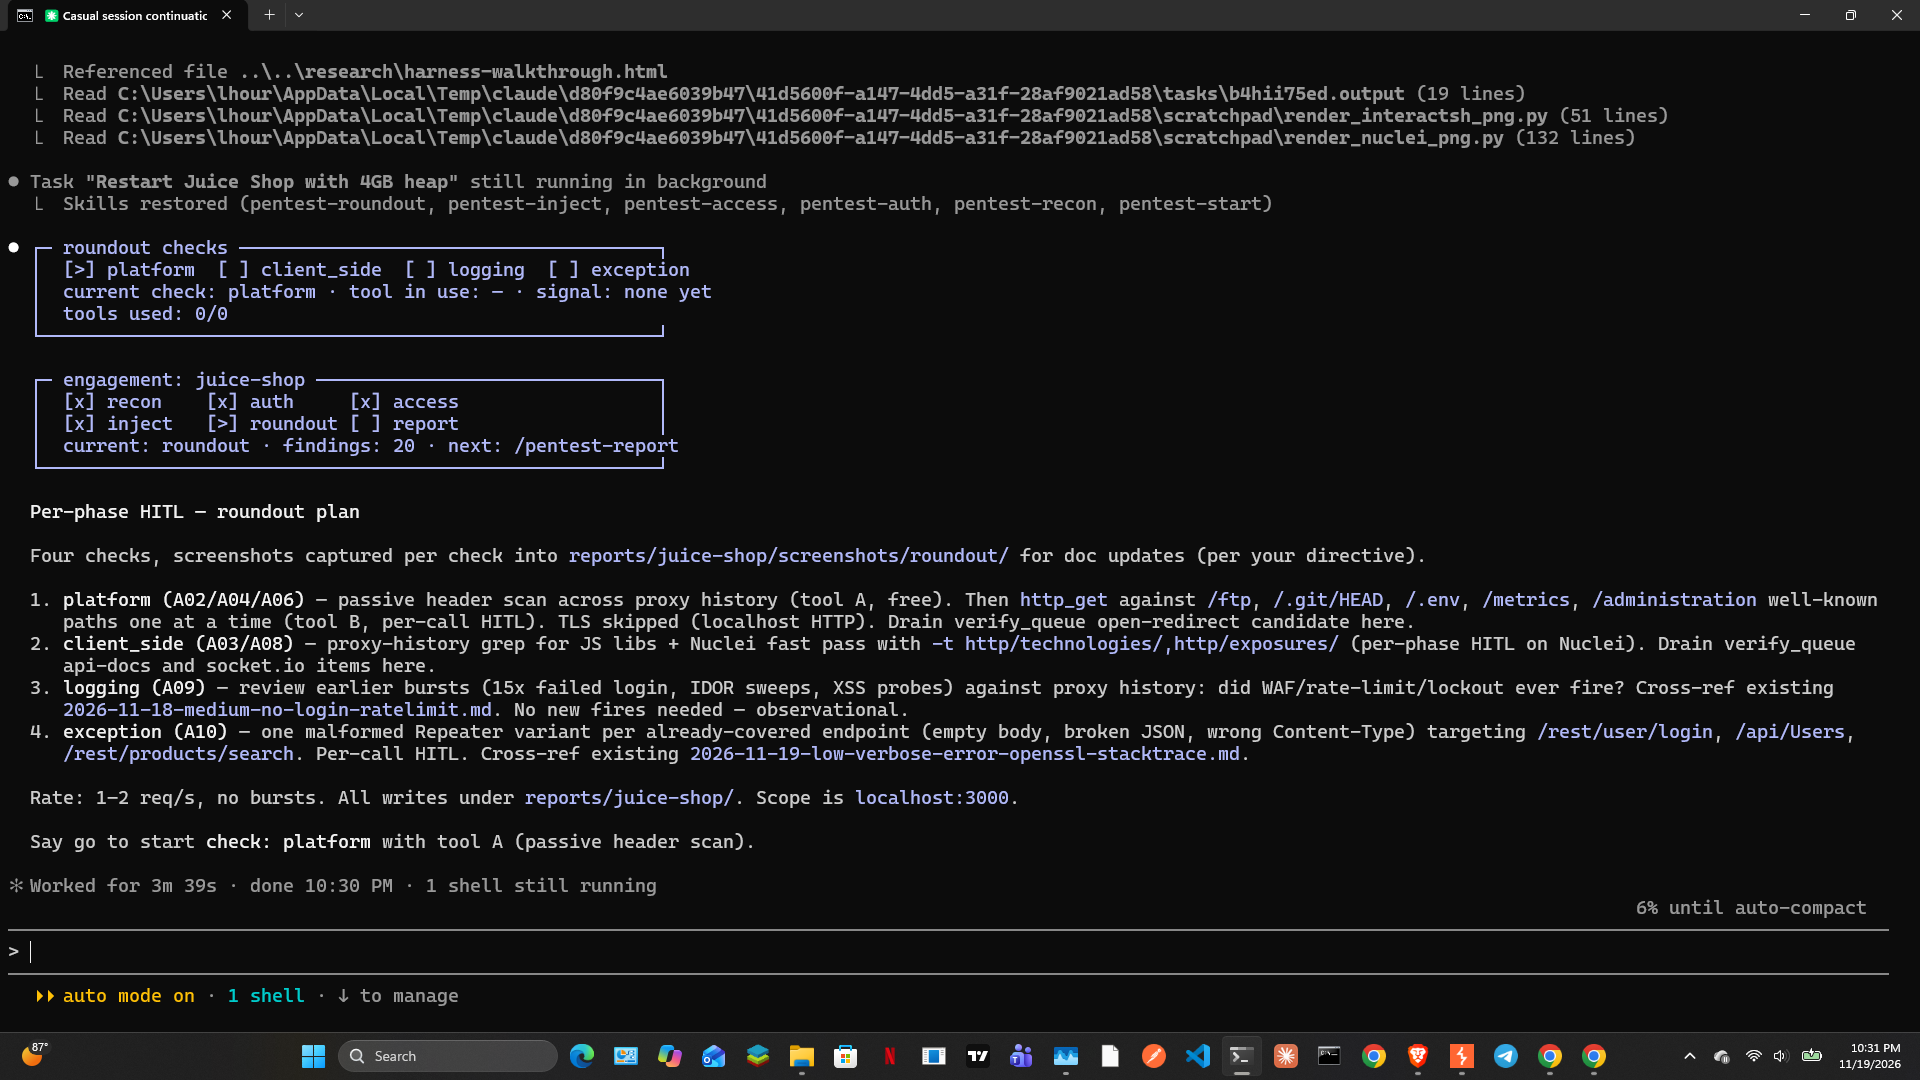 Casual session continuatic
Referenced file ..\..\research\harness-walkthrough.html
Read C:\Users\lhour\AppData\Local\Temp\claude\d80f9c4ae6039b47\41d5600f-a147-4dd5-a31f-28af9021ad58\tasks\b4hii75ed.output (19 lines)
Read C:\Users\lhour\AppData\Local\Temp\claude\d80f9c4ae6039b47\41d5600f-a147-4dd5-a31f-28af9021ad58\scratchpad\render_interactsh_png.py (51 lines)
Read C:\Users\lhour\AppData\Local\Temp\claude\d80f9c4ae6039b47\41d5600f-a147-4dd5-a31f-28af9021ad58\scratchpad\render_nuclei_png.py (132 lines)
● Task "Restart Juice Shop with 4GB heap" still running in background
Skills restored (pentest-roundout, pentest-inject, pentest-access, pentest-auth, pentest-recon, pentest-start)
● roundout checks
[>] platform [ ] client_side [ ] logging [ ] exception
current check: platform · tool in use: — · signal: none yet
tools used: 0/0
engagement: juice-shop
[x] recon [x] auth [x] access
[x] inject [>] roundout [ ] report
current: roundout · findings: 20 · next: /pentest-report
Per-phase HITL — roundout plan
Four checks, screenshots captured per check into reports/juice-shop/screenshots/roundout/ for doc updates (per your directive).
1. platform (A02/A04/A06) — passive header scan across proxy history (tool A, free). Then http_get against /ftp, /.git/HEAD, /.env, /metrics, /administration well-known
paths one at a time (tool B, per-call HITL). TLS skipped (localhost HTTP). Drain verify_queue open-redirect candidate here.
2. client_side (A03/A08) — proxy-history grep for JS libs + Nuclei fast pass with -t http/technologies/,http/exposures/ (per-phase HITL on Nuclei). Drain verify_queue
api-docs and socket.io items here.
3. logging (A09) — review earlier bursts (15x failed login, IDOR sweeps, XSS probes) against proxy history: did WAF/rate-limit/lockout ever fire? Cross-ref existing
2026-11-18-medium-no-login-ratelimit.md. No new fires needed — observational.
4. exception (A10) — one malformed Repeater variant per already-covered endpoint (empty body, broken JSON, wrong Content-Type) targeting /rest/user/login, /api/Users,
/rest/products/search. Per-call HITL. Cross-ref existing 2026-11-19-low-verbose-error-openssl-stacktrace.md.
Rate: 1-2 req/s, no bursts. All writes under reports/juice-shop/. Scope is localhost:3000.
Say go to start check: platform with tool A (passive header scan).
✻ Worked for 3m 39s · done 10:30 PM · 1 shell still running
6% until auto-compact
>
auto mode on · 1 shell · ↓ to manage
87°
Search
10:31 PM
11/19/2026